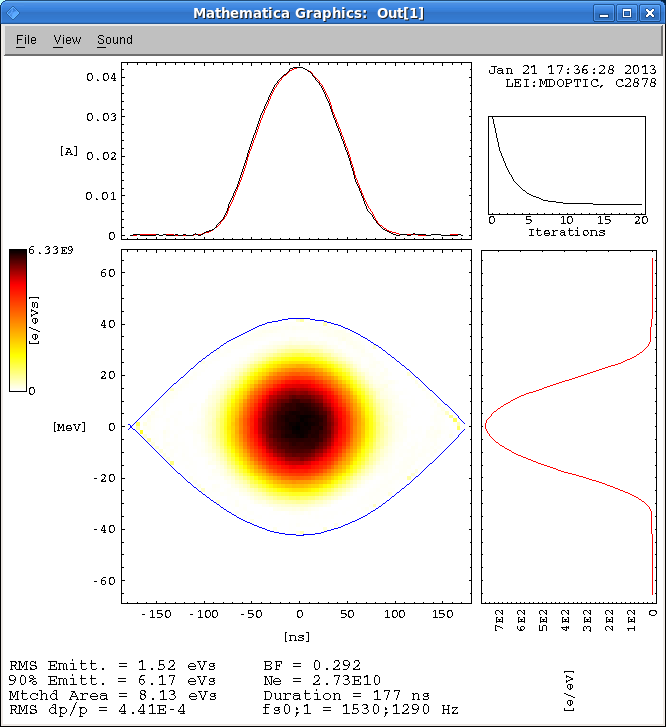 Mathematica Graphics: Out[1]
File View Sound
Jan 21 17:36:28 2013
LEI:MDOPTIC, C2878
0.04
0.03
[A]
0.02
0.01
0
0 5 10 15 20
Iterations
6.33E9
[e/eVs]
0
60
40
20
[MeV]
0
-20
-40
-60
-150 -100 -50 0 50 100 150
[ns]
7E2 6E2 5E2 4E2 3E2 2E2 1E2 0
[e/eV]
RMS Emitt. = 1.52 eVs BF = 0.292
90% Emitt. = 6.17 eVs Ne = 2.73E10
Mtchd Area = 8.13 eVs Duration = 177 ns
RMS dp/p = 4.41E-4 fs0;1 = 1530;1290 Hz